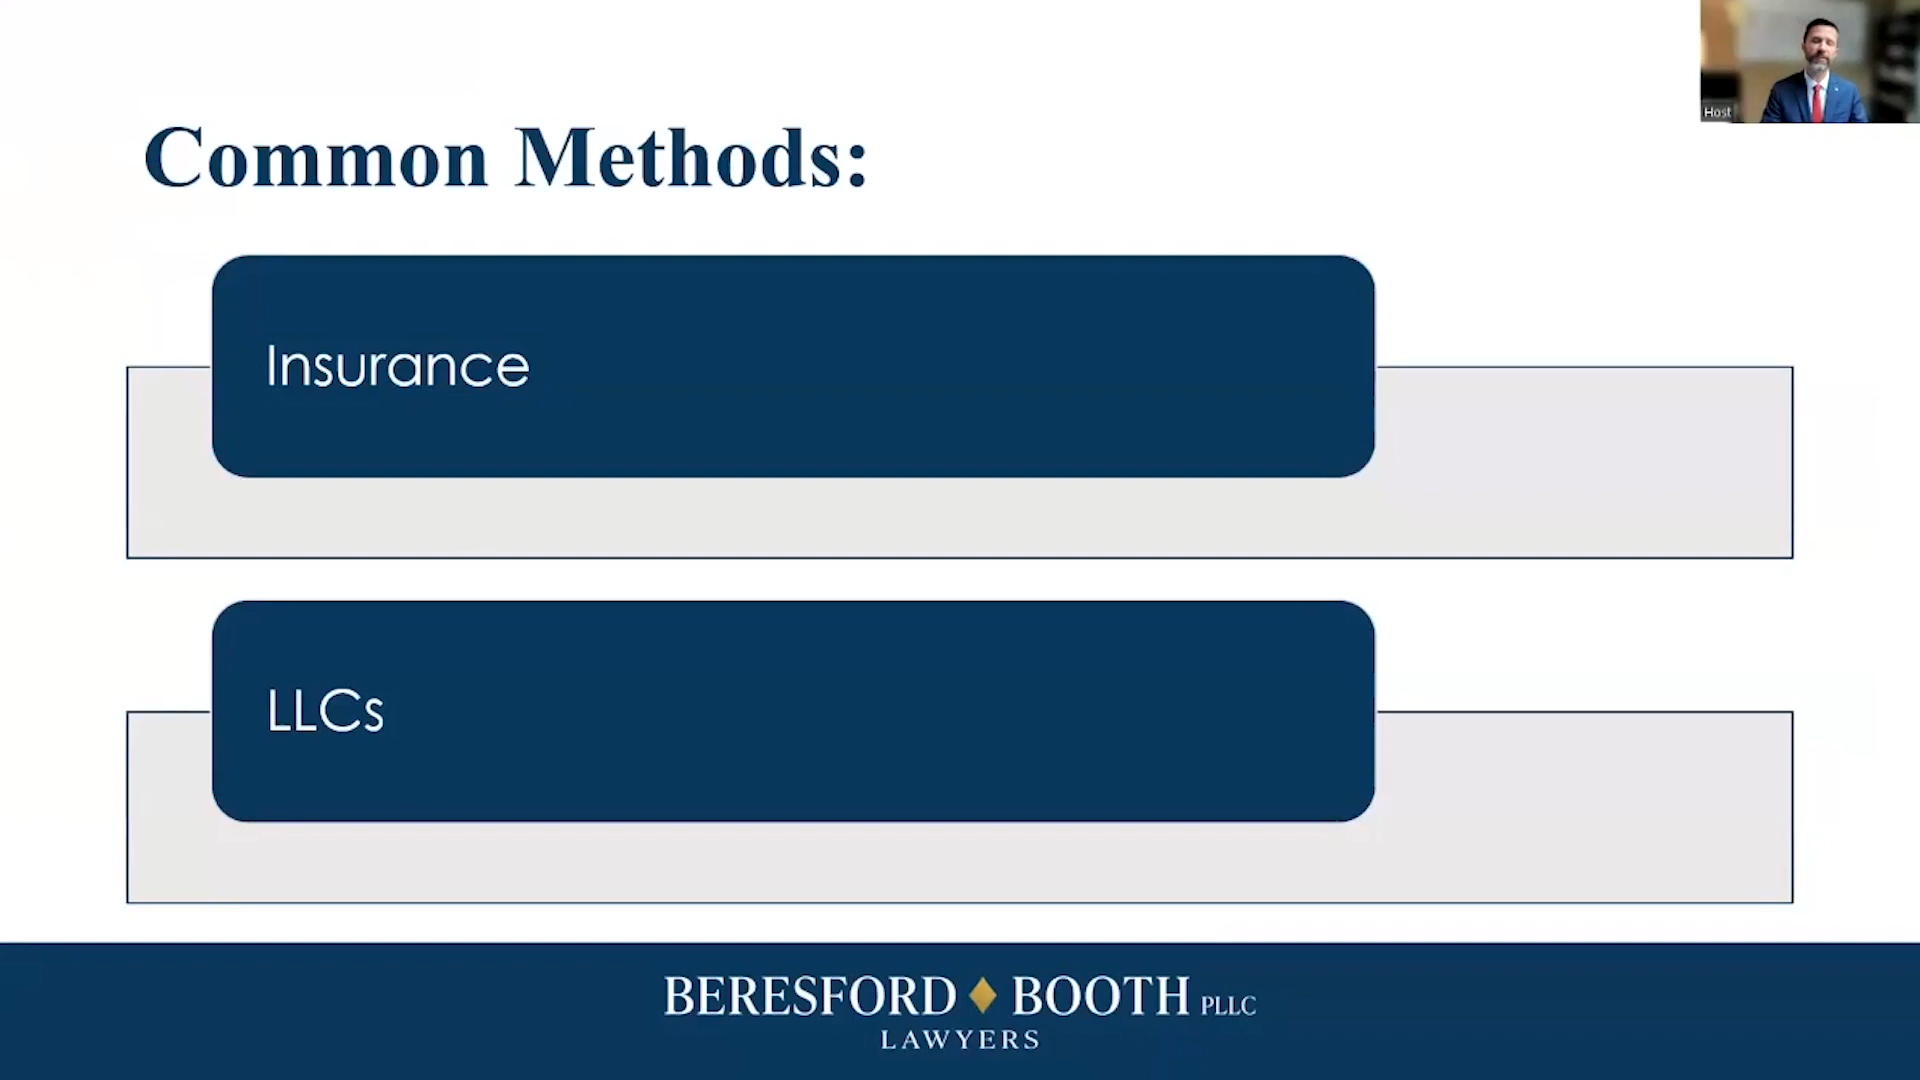 Host
Common Methods:
Insurance
LLCs
BERESFORD BOOTH PLLC
LAWYERS